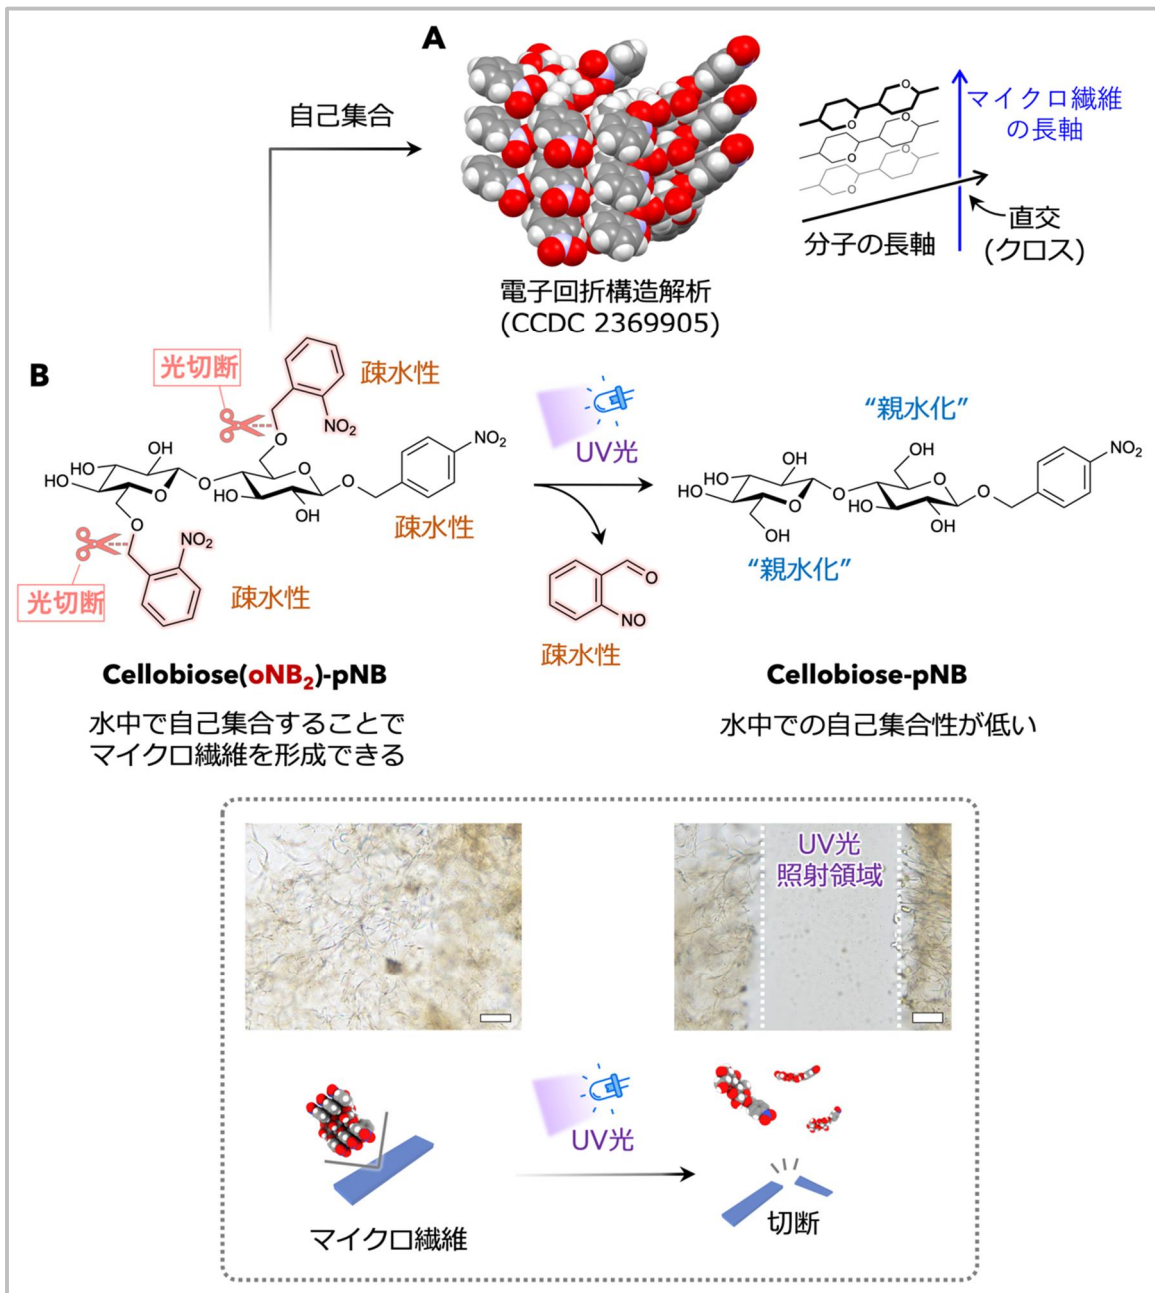 A
自己集合
マイクロ繊維
の長軸
分子の長軸
直交
(クロス)
電子回折構造解析
(CCDC 2369905)
O
O
O
O
O
O
B
光切断
疎水性
NO₂
O
OH
HO
HO
O
O
O
HO
OH
O
O
NO₂
疎水性
O
NO₂
光切断
疎水性
UV光
O
NO
疎水性
"親水化"
OH
HO
HO
O
OH
O
OH
O
HO
OH
O
NO₂
"親水化"
Cellobiose(oNB₂)-pNB
水中で自己集合することで
マイクロ繊維を形成できる
Cellobiose-pNB
水中での自己集合性が低い
UV光
照射領域
UV光
マイクロ繊維
切断